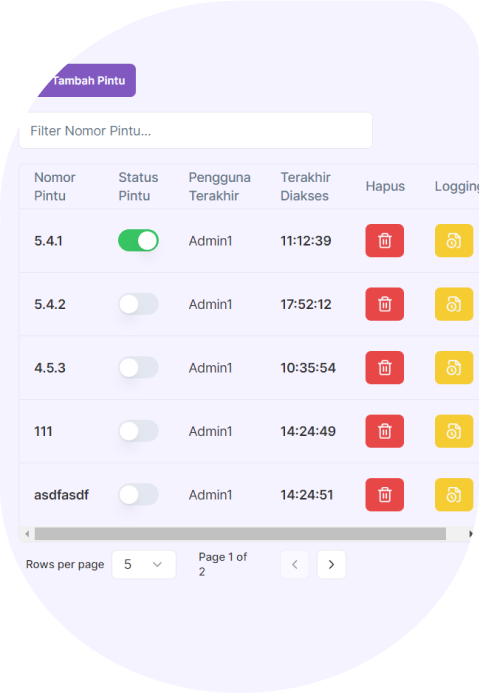 Tambah Pintu
Filter Nomor Pintu...
Nomor Pintu Status Pintu Pengguna Terakhir Terakhir Diakses Hapus Logging
5.4.1 Admin1 11:12:39
5.4.2 Admin1 17:52:12
4.5.3 Admin1 10:35:54
111 Admin1 14:24:49
asdfasdf Admin1 14:24:51
Rows per page 5 Page 1 of 2